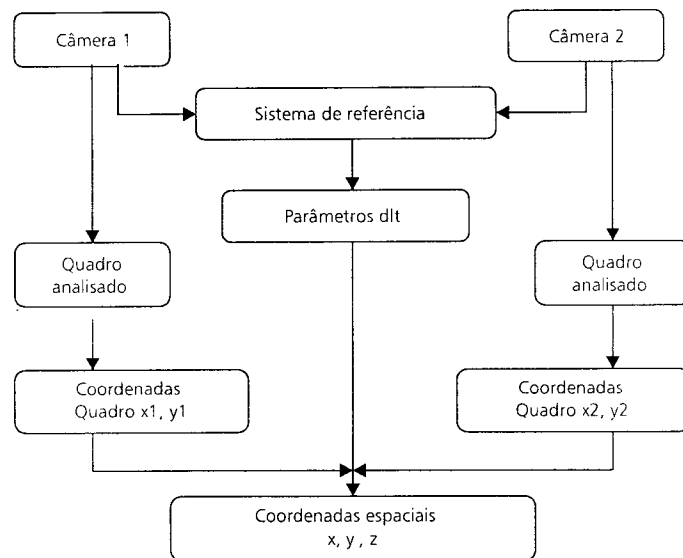 Câmera 1
Câmera 2
Sistema de referência
Parâmetros dlt
Quadro
analisado
Quadro
analisado
Coordenadas
Quadro x1, y1
Coordenadas
Quadro x2, y2
Coordenadas espaciais
x, y , z